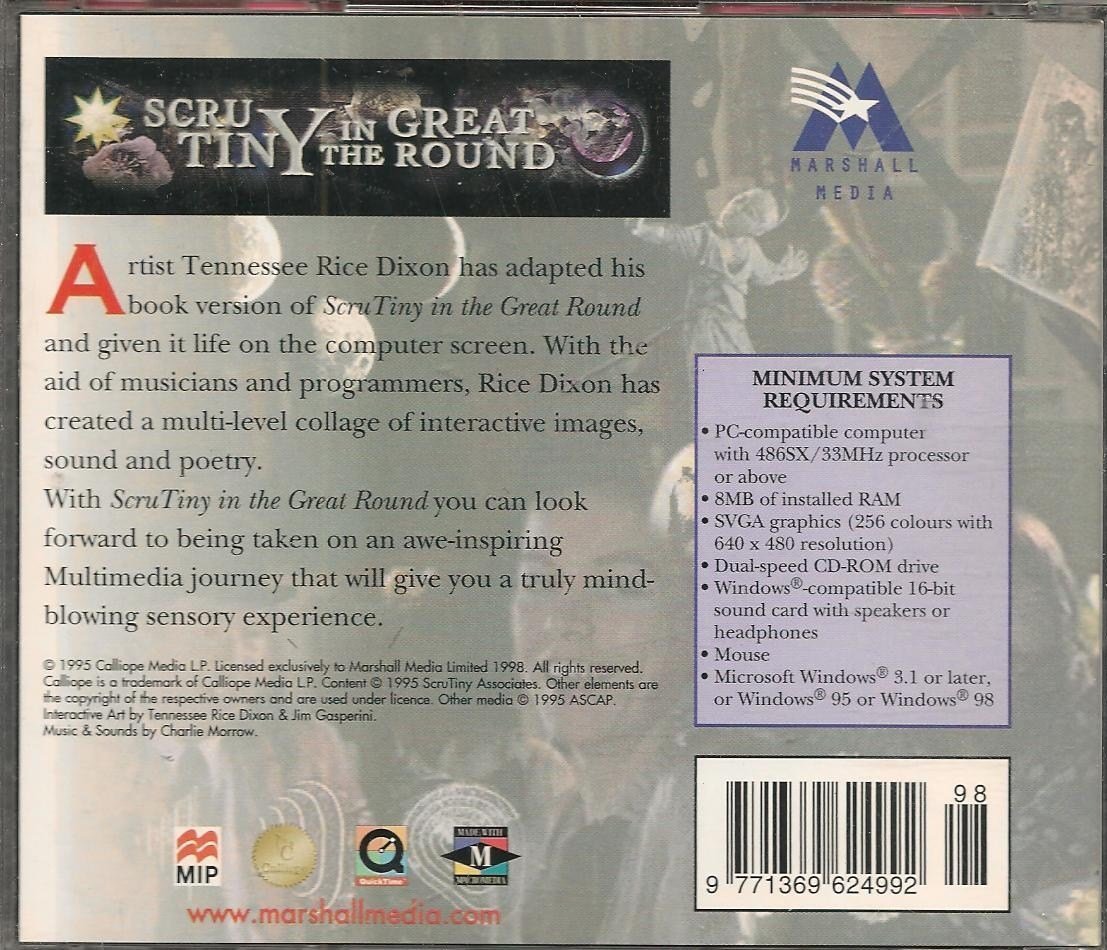 SCRU TINY IN THE GREAT ROUND
MARSHALL
MEDIA
Artist Tennessee Rice Dixon has adapted his
book version of ScruTiny in the Great Round
and given it life on the computer screen. With the
aid of musicians and programmers, Rice Dixon has
created a multi-level collage of interactive images,
sound and poetry.
With ScruTiny in the Great Round you can look
forward to being taken on an awe-inspiring
Multimedia journey that will give you a truly mind-
blowing sensory experience.
© 1995 Calliope Media L.P. Licensed exclusively to Marshall Media Limited 1998. All rights reserved.
Calliope is a trademark of Calliope Media L.P. Content © 1995 ScruTiny Associates. Other elements are
the copyright of the respective owners and are used under licence. Other media © 1995 ASCAP.
Interactive Art by Tennessee Rice Dixon & Jim Gasperini.
Music & Sounds by Charlie Morrow.
MINIMUM SYSTEM
REQUIREMENTS
• PC-compatible computer
with 486SX/33MHz processor
or above
• 8MB of installed RAM
• SVGA graphics (256 colours with
640 x 480 resolution)
• Dual-speed CD-ROM drive
• Windows®-compatible 16-bit
sound card with speakers or
headphones
• Mouse
• Microsoft Windows® 3.1 or later,
or Windows® 95 or Windows® 98
MIP
QuickTime™
MADE WITH
M
MACROMEDIA
www.marshallmedia.com
98
9 771369 624992